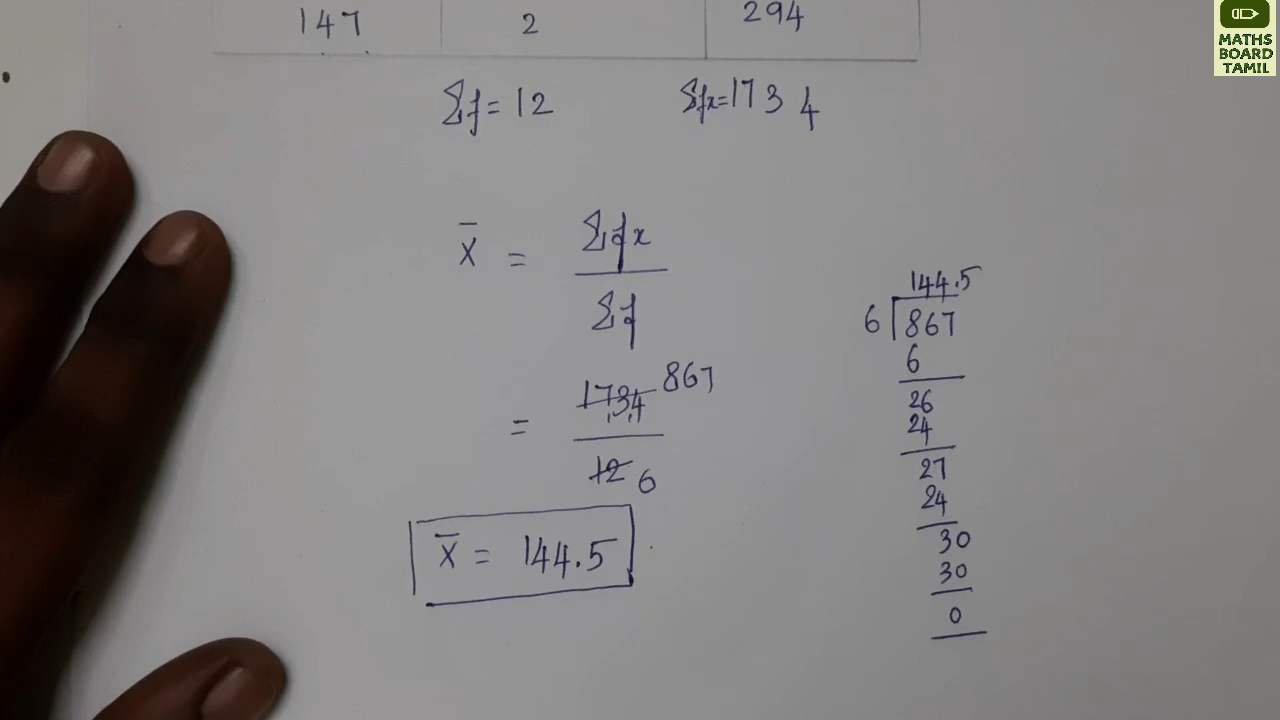 147 2 294
Σf = 12 Σfx = 1734
x̄ = Σfx / Σf
= 1734 867 / 12 6
x̄ = 144.5
144.5
6 867
6
26
24
27
24
30
30
0
MATHS
BOARD
TAMIL